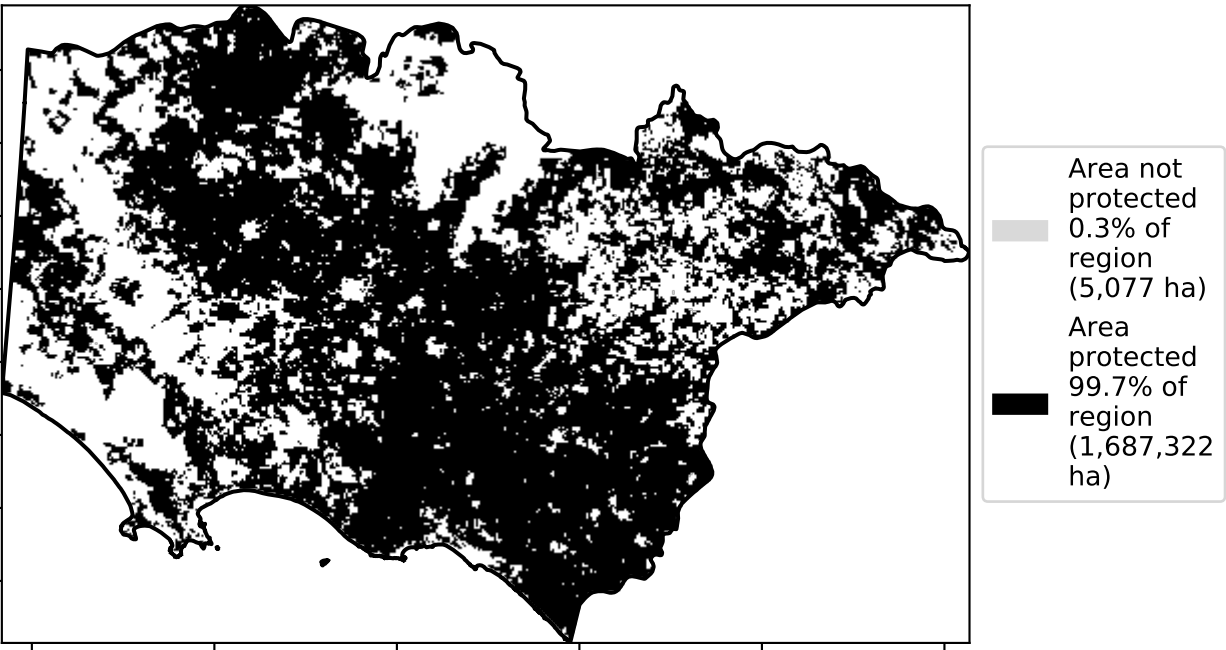 Area not
protected
0.3% of
region
(5,077 ha)
Area
protected
99.7% of
region
(1,687,322
ha)